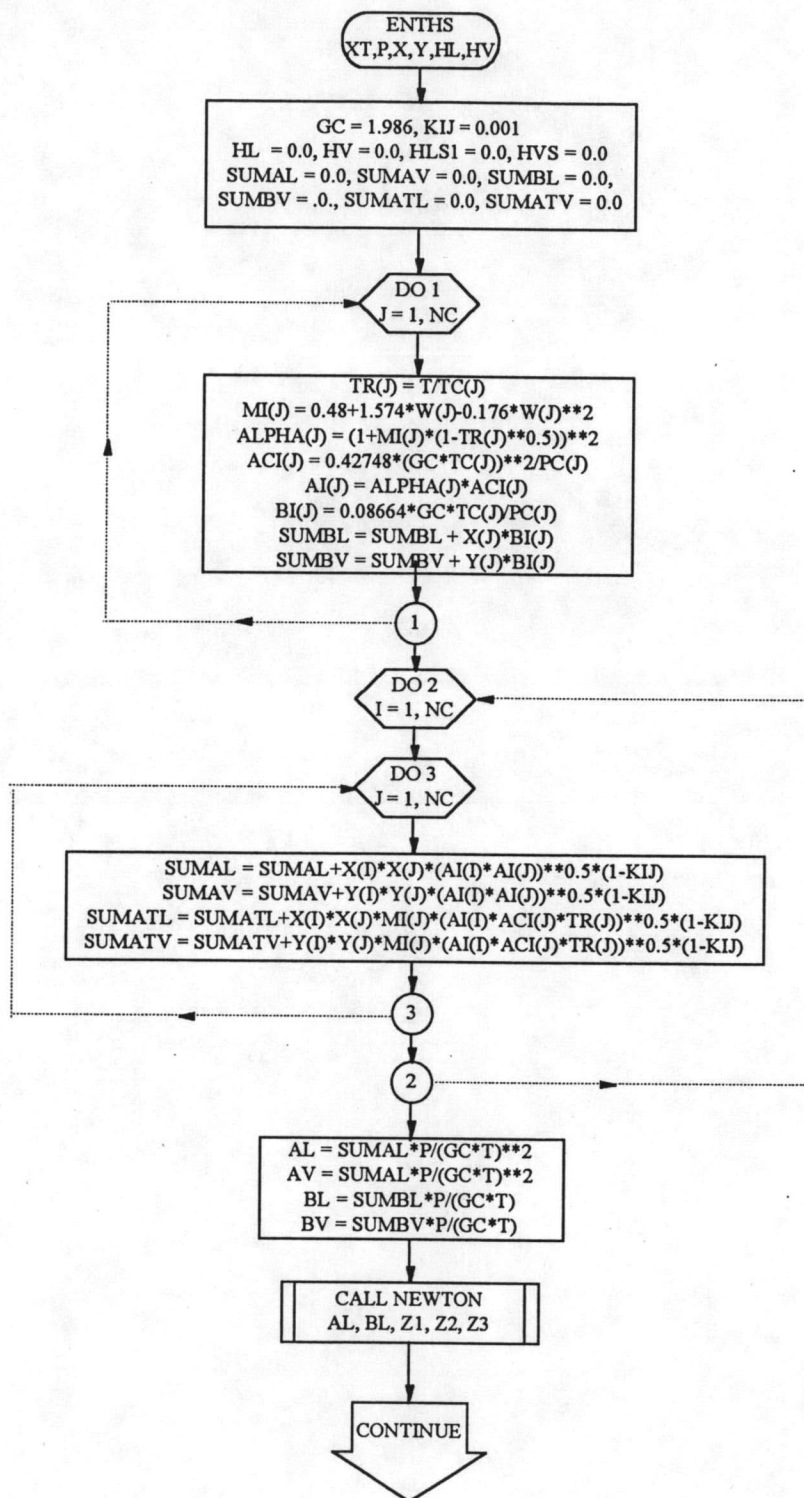 ENTHS
XT,P,X,Y,HL,HV
GC = 1.986, KIJ = 0.001
HL = 0.0, HV = 0.0, HLS1 = 0.0, HVS = 0.0
SUMAL = 0.0, SUMAV = 0.0, SUMBL = 0.0,
SUMBV = .0., SUMATL = 0.0, SUMATV = 0.0
DO 1
J = 1, NC
TR(J) = T/TC(J)
MI(J) = 0.48+1.574*W(J)-0.176*W(J)**2
ALPHA(J) = (1+MI(J)*(1-TR(J)**0.5))**2
ACI(J) = 0.42748*(GC*TC(J))**2/PC(J)
AI(J) = ALPHA(J)*ACI(J)
BI(J) = 0.08664*GC*TC(J)/PC(J)
SUMBL = SUMBL + X(J)*BI(J)
SUMBV = SUMBV + Y(J)*BI(J)
1
DO 2
I = 1, NC
DO 3
J = 1, NC
SUMAL = SUMAL+X(I)*X(J)*(AI(I)*AI(J))**0.5*(1-KIJ)
SUMAV = SUMAV+Y(I)*Y(J)*(AI(I)*AI(J))**0.5*(1-KIJ)
SUMATL = SUMATL+X(I)*X(J)*MI(J)*(AI(I)*ACI(J)*TR(J))**0.5*(1-KIJ)
SUMATV = SUMATV+Y(I)*Y(J)*MI(J)*(AI(I)*ACI(J)*TR(J))**0.5*(1-KIJ)
3
2
AL = SUMAL*P/(GC*T)**2
AV = SUMAL*P/(GC*T)**2
BL = SUMBL*P/(GC*T)
BV = SUMBV*P/(GC*T)
CALL NEWTON
AL, BL, Z1, Z2, Z3
CONTINUE